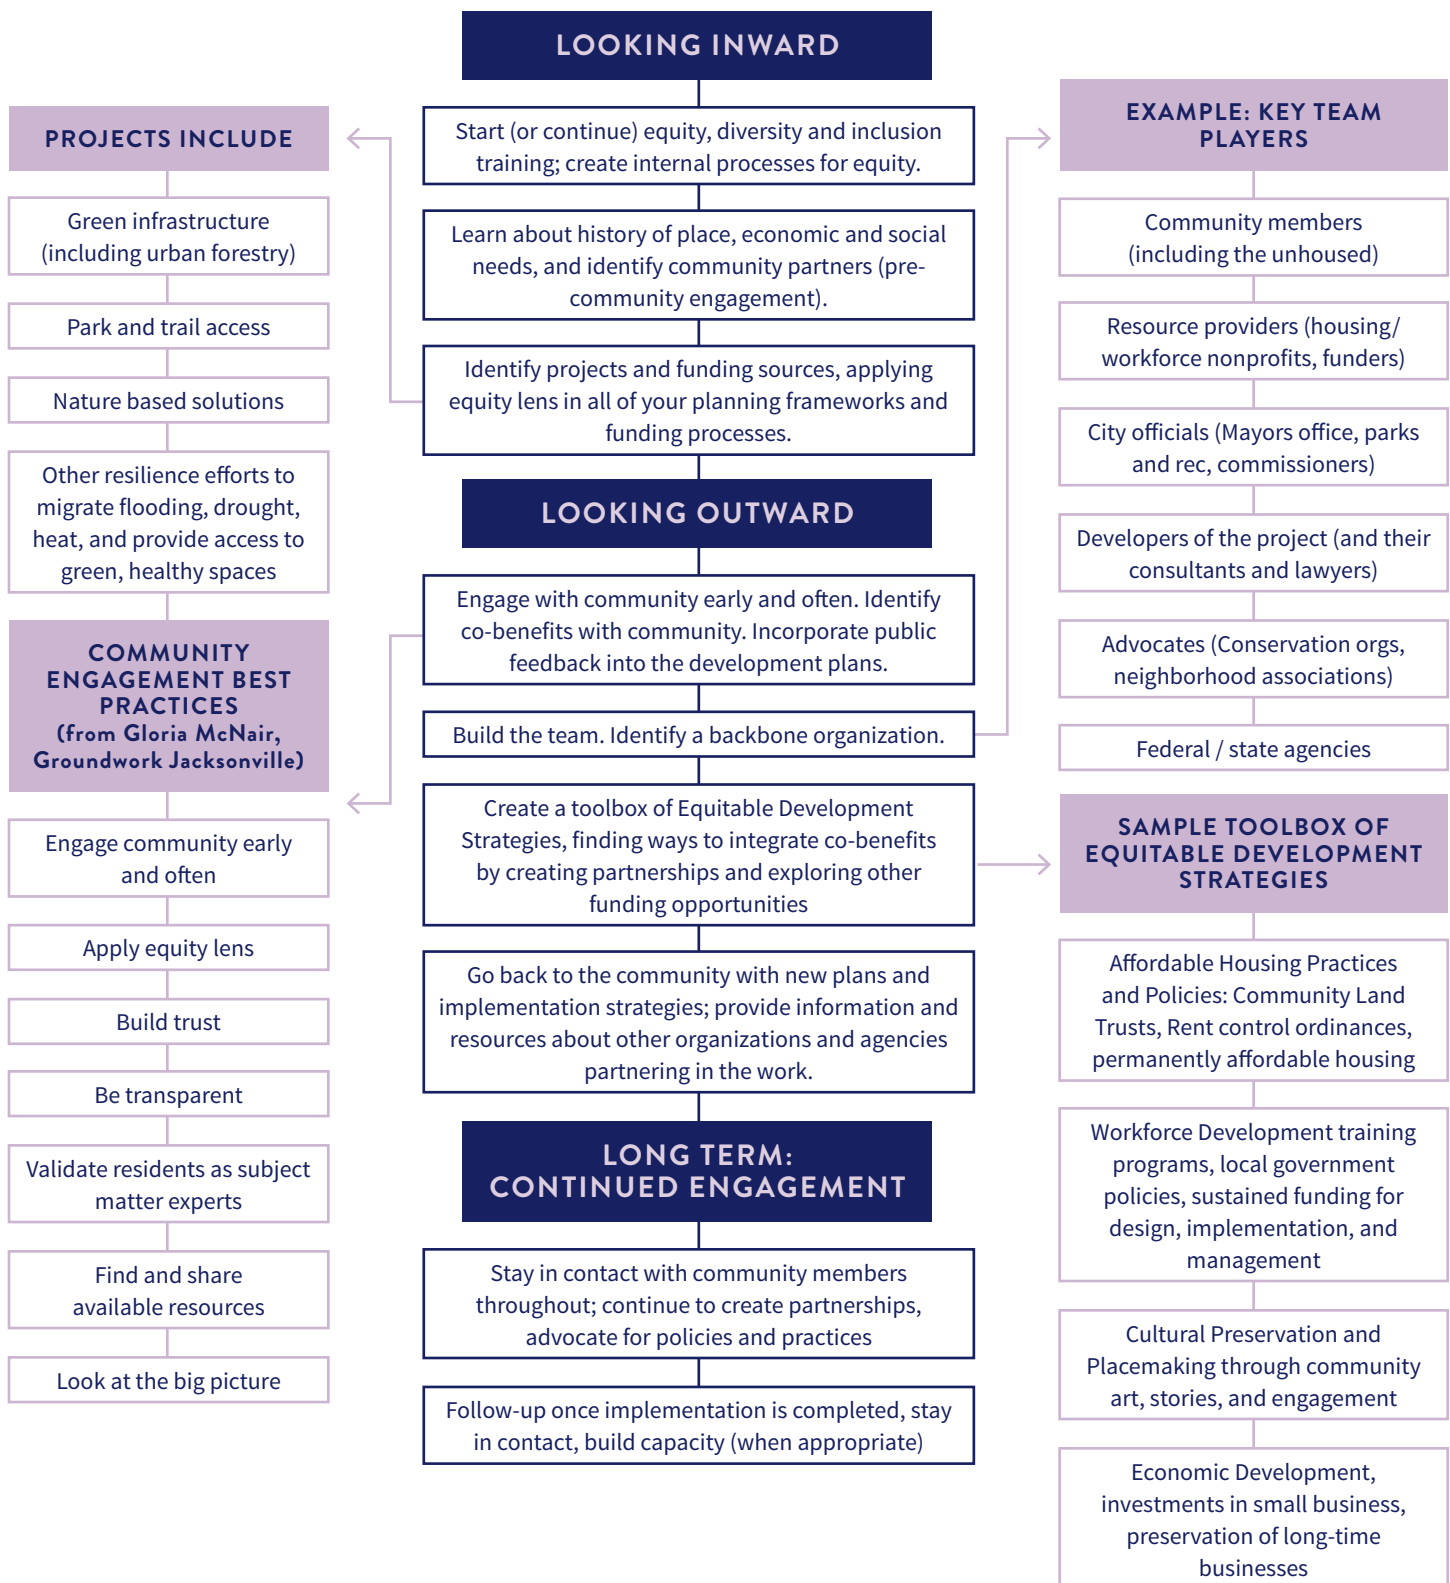 LOOKING INWARD
Start (or continue) equity, diversity and inclusion
training; create internal processes for equity.
Learn about history of place, economic and social
needs, and identify community partners (pre-
community engagement).
Identify projects and funding sources, applying
equity lens in all of your planning frameworks and
funding processes.
LOOKING OUTWARD
Engage with community early and often. Identify
co-benefits with community. Incorporate public
feedback into the development plans.
Build the team. Identify a backbone organization.
Create a toolbox of Equitable Development
Strategies, finding ways to integrate co-benefits
by creating partnerships and exploring other
funding opportunities
Go back to the community with new plans and
implementation strategies; provide information and
resources about other organizations and agencies
partnering in the work.
LONG TERM:
CONTINUED ENGAGEMENT
Stay in contact with community members
throughout; continue to create partnerships,
advocate for policies and practices
Follow-up once implementation is completed, stay
in contact, build capacity (when appropriate)
PROJECTS INCLUDE
Green infrastructure
(including urban forestry)
Park and trail access
Nature based solutions
Other resilience efforts to
migrate flooding, drought,
heat, and provide access to
green, healthy spaces
COMMUNITY
ENGAGEMENT BEST
PRACTICES
(from Gloria McNair,
Groundwork Jacksonville)
Engage community early
and often
Apply equity lens
Build trust
Be transparent
Validate residents as subject
matter experts
Find and share
available resources
Look at the big picture
EXAMPLE: KEY TEAM
PLAYERS
Community members
(including the unhoused)
Resource providers (housing/
workforce nonprofits, funders)
City officials (Mayors office, parks
and rec, commissioners)
Developers of the project (and their
consultants and lawyers)
Advocates (Conservation orgs,
neighborhood associations)
Federal / state agencies
SAMPLE TOOLBOX OF
EQUITABLE DEVELOPMENT
STRATEGIES
Affordable Housing Practices
and Policies: Community Land
Trusts, Rent control ordinances,
permanently affordable housing
Workforce Development training
programs, local government
policies, sustained funding for
design, implementation, and
management
Cultural Preservation and
Placemaking through community
art, stories, and engagement
Economic Development,
investments in small business,
preservation of long-time
businesses